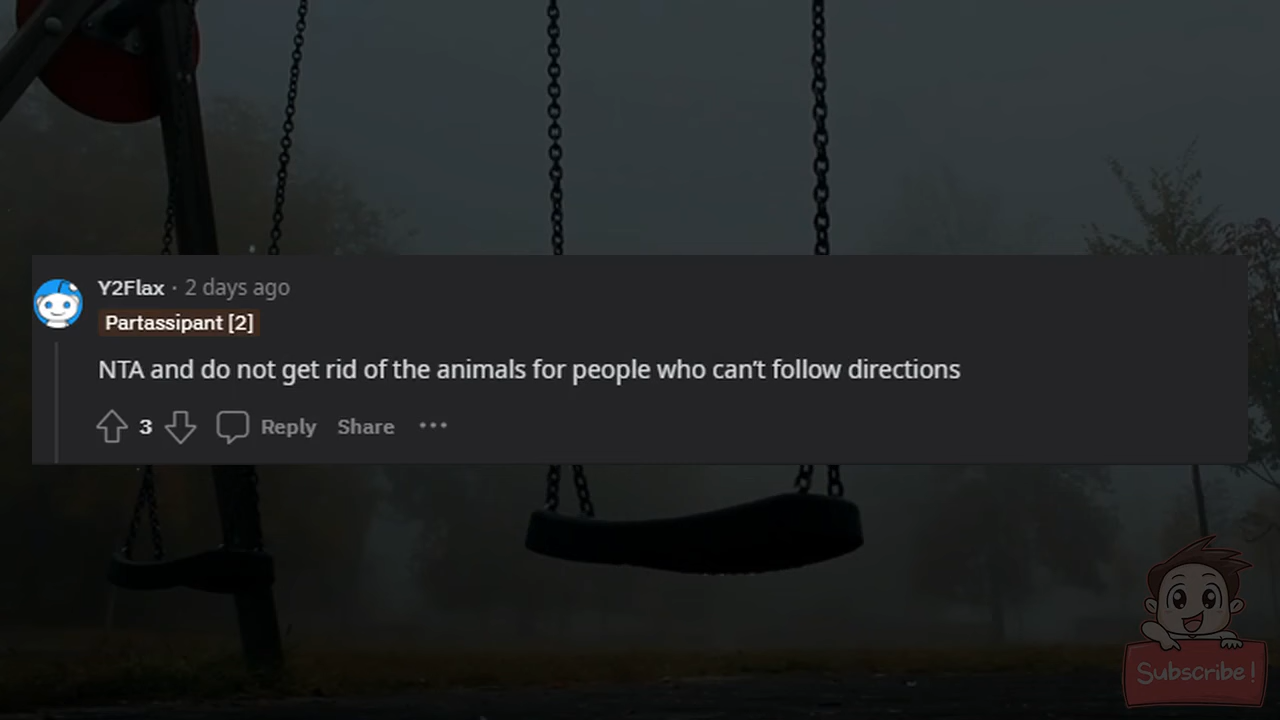 Y2Flax · 2 days ago
Partassipant [2]
NTA and do not get rid of the animals for people who can’t follow directions
3 Reply Share ···
Subscribe!